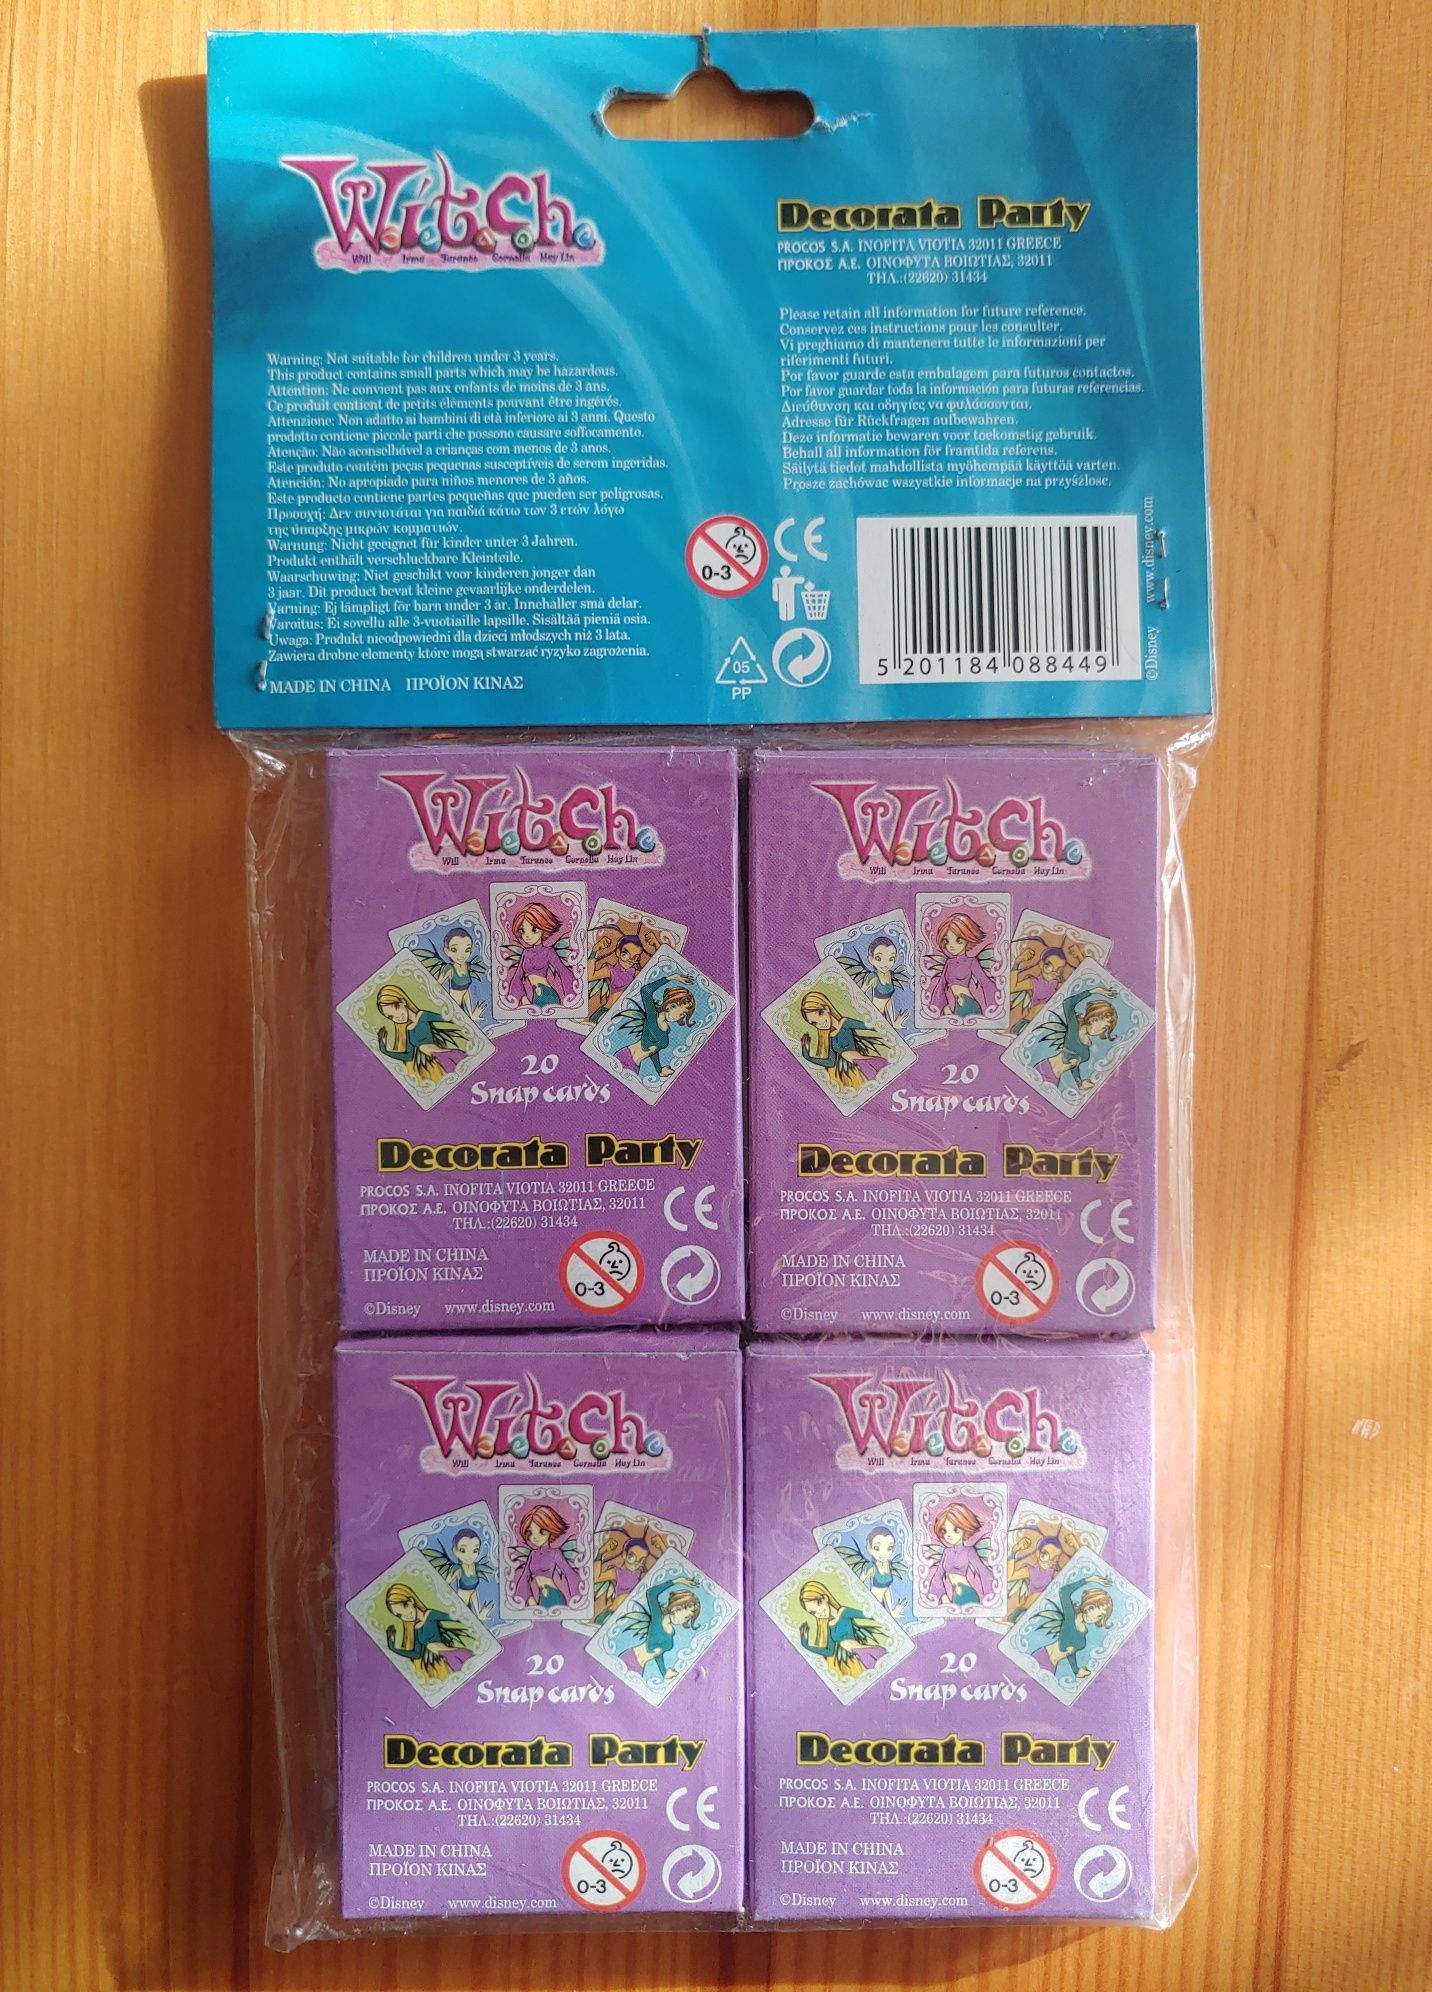 W.i.t.c.h.
Will Irma Taranee Cornelia Hay Lin
Warning: Not suitable for children under 3 years.
This product contains small parts which may be hazardous.
Attention: Ne convient pas aux enfants de moins de 3 ans.
Ce produit contient de petits éléments pouvant être ingérés.
Attenzione: Non adatto ai bambini di età inferiore ai 3 anni. Questo
prodotto contiene piccole parti che possono causare soffocamento.
Atenção: Não aconselhável a crianças com menos de 3 anos.
Este produto contém peças pequenas susceptíveis de serem ingeridas.
Atención: No apropiado para niños menores de 3 años.
Este producto contiene partes pequeñas que pueden ser peligrosas.
Προσοχή: Δεν συνιστάται για παιδιά κάτω των 3 ετών λόγω
της ύπαρξης μικρών κομματιών.
Warnung: Nicht geeignet für kinder unter 3 Jahren.
Produkt enthält verschluckbare Kleinteile.
Waarschuwing: Niet geschikt voor kinderen jonger dan
3 jaar. Dit product bevat kleine gevaarlijke onderdelen.
Varning: Ej lämpligt för barn under 3 år. Innehåller små delar.
Varoitus: Ei sovellu alle 3-vuotiaille lapsille. Sisältää pieniä osia.
Uwaga: Produkt nieodpowiedni dla dzieci młodszych niż 3 lata.
Zawiera drobne elementy które mogą stwarzać ryzyko zagrożenia.
MADE IN CHINA ΠΡΟΪΟΝ ΚΙΝΑΣ
Decorata Party
PROCOS S.A. INOFITA VIOTIA 32011 GREECE
ΠΡΟΚΟΣ Α.Ε. ΟΙΝΟΦΥΤΑ ΒΟΙΩΤΙΑΣ, 32011
ΤΗΛ.:(22620) 31434
Please retain all information for future reference.
Conservez ces instructions pour les consulter.
Vi preghiamo di mantenere tutte le informazioni per
riferimenti futuri.
Por favor guarde esta embalagem para futuros contactos.
Por favor guardar toda la información para futuras referencias.
Διεύθυνση και οδηγίες να φυλάσσονται.
Adresse für Rückfragen aufbewahren.
Deze informatie bewaren voor toekomstig gebruik.
Behall all information för framtida referens.
Säilytä tiedot mahdollista myöhempää käyttöä varten.
Prosze zachówac wszystkie informacje na przyśźlosc.
0-3
CE
05
PP
5 201184 088449
©Disney www.disney.com
W.i.t.c.h.
Will Irma Taranee Cornelia Hay Lin
20
Snap cards
Decorata Party
PROCOS S.A. INOFITA VIOTIA 32011 GREECE
ΠΡΟΚΟΣ Α.Ε. ΟΙΝΟΦΥΤΑ ΒΟΙΩΤΙΑΣ, 32011
ΤΗΛ.:(22620) 31434
CE
MADE IN CHINA
ΠΡΟΪΟΝ ΚΙΝΑΣ
0-3
©Disney www.disney.com
W.i.t.c.h.
Will Irma Taranee Cornelia Hay Lin
20
Snap cards
Decorata Party
PROCOS S.A. INOFITA VIOTIA 32011 GREECE
ΠΡΟΚΟΣ Α.Ε. ΟΙΝΟΦΥΤΑ ΒΟΙΩΤΙΑΣ, 32011
ΤΗΛ.:(22620) 31434
CE
MADE IN CHINA
ΠΡΟΪΟΝ ΚΙΝΑΣ
0-3
©Disney www.disney.com
W.i.t.c.h.
Will Irma Taranee Cornelia Hay Lin
20
Snap cards
Decorata Party
PROCOS S.A. INOFITA VIOTIA 32011 GREECE
ΠΡΟΚΟΣ Α.Ε. ΟΙΝΟΦΥΤΑ ΒΟΙΩΤΙΑΣ, 32011
ΤΗΛ.:(22620) 31434
CE
MADE IN CHINA
ΠΡΟΪΟΝ ΚΙΝΑΣ
0-3
©Disney www.disney.com
W.i.t.c.h.
Will Irma Taranee Cornelia Hay Lin
20
Snap cards
Decorata Party
PROCOS S.A. INOFITA VIOTIA 32011 GREECE
ΠΡΟΚΟΣ Α.Ε. ΟΙΝΟΦΥΤΑ ΒΟΙΩΤΙΑΣ, 32011
ΤΗΛ.:(22620) 31434
CE
MADE IN CHINA
ΠΡΟΪΟΝ ΚΙΝΑΣ
0-3
©Disney www.disney.com